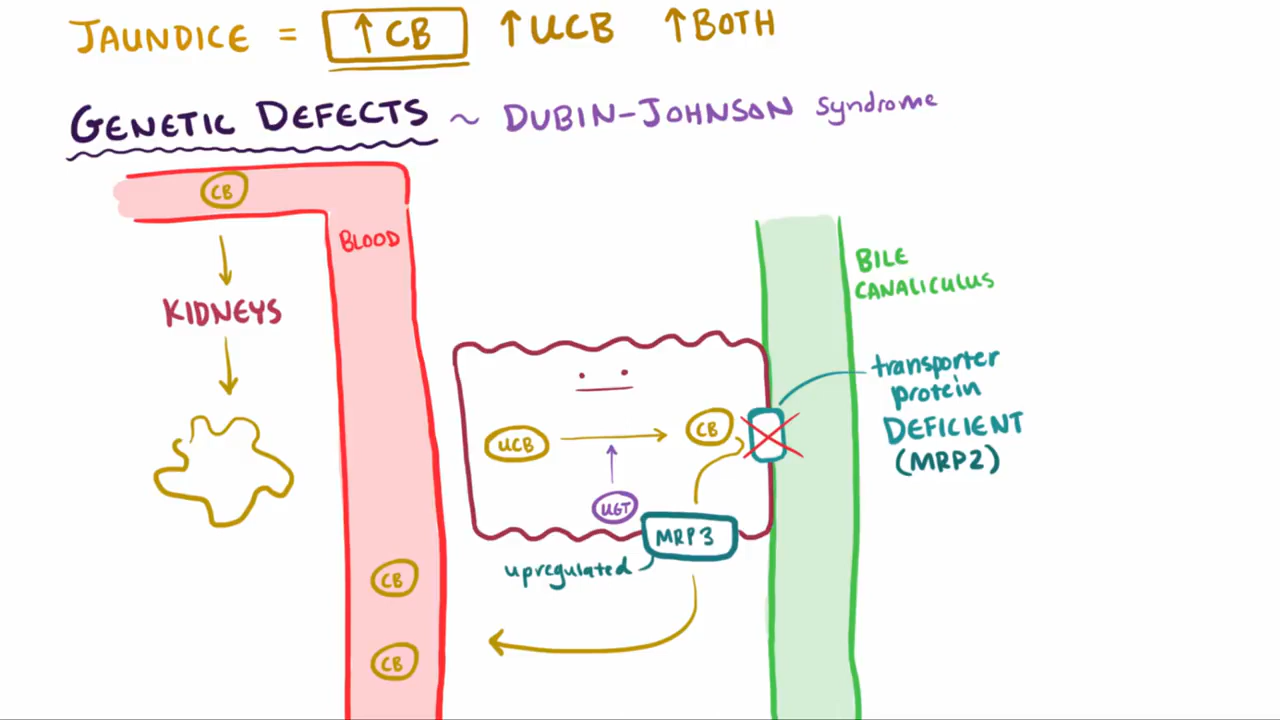 JAUNDICE = ↑CB ↑UCB ↑BOTH
GENETIC DEFECTS ~ DUBIN-JOHNSON syndrome
CB
BLOOD
KIDNEYS
BILE
CANALICULUS
transporter
protein
DEFICIENT
(MRP2)
UCB
CB
UGT
MRP3
upregulated
CB
CB